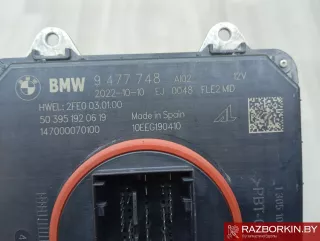 BMW 9 477 748 AI02 12V
2022-10-10 EJ 0048 FLE2 MD
HWEL: 2FE0 03.01.00
50 395 192 06 19
147000070100
Made in Spain
10EEG190410
RAZBORKIN.BY